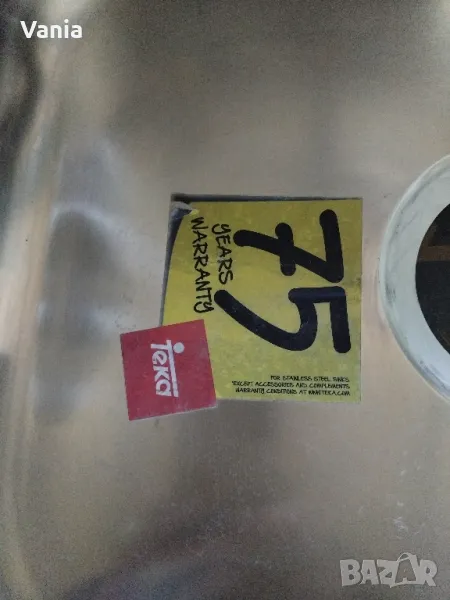 Vania
75
YEARS
WARRANTY
FOR STAINLESS STEEL SINKS
EXCEPT ACCESSORIES AND COMPLEMENTS
WARRANTY CONDITIONS AT WWW.TEKA.COM
TEKA
BAZAR